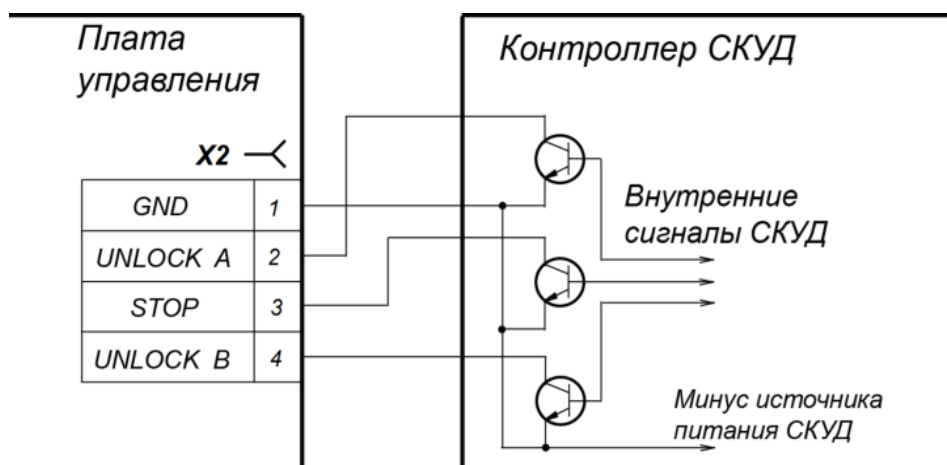 Плата
управления
Контроллер СКУД
X2
GND 1
UNLOCK A 2
STOP 3
UNLOCK B 4
Внутренние
сигналы СКУД
Минус источника
питания СКУД